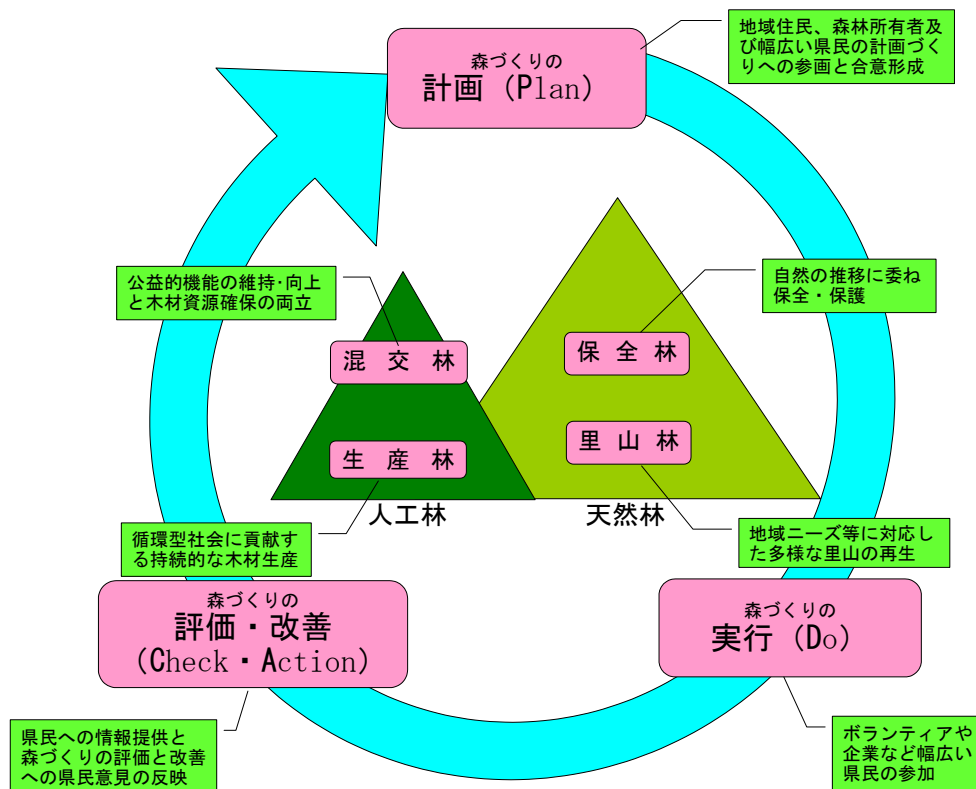 森づくりの
計画（Plan）
地域住民、森林所有者及
び幅広い県民の計画づく
りへの参画と合意形成
公益的機能の維持・向上
と木材資源確保の両立
自然の推移に委ね
保全・保護
混交林
保全林
生産林
里山林
人工林
天然林
循環型社会に貢献す
る持続的な木材生産
地域ニーズ等に対応し
た多様な里山の再生
森づくりの
評価・改善
（Check・Action）
森づくりの
実行（Do）
県民への情報提供と
森づくりの評価と改善
への県民意見の反映
ボランティアや
企業など幅広い
県民の参加